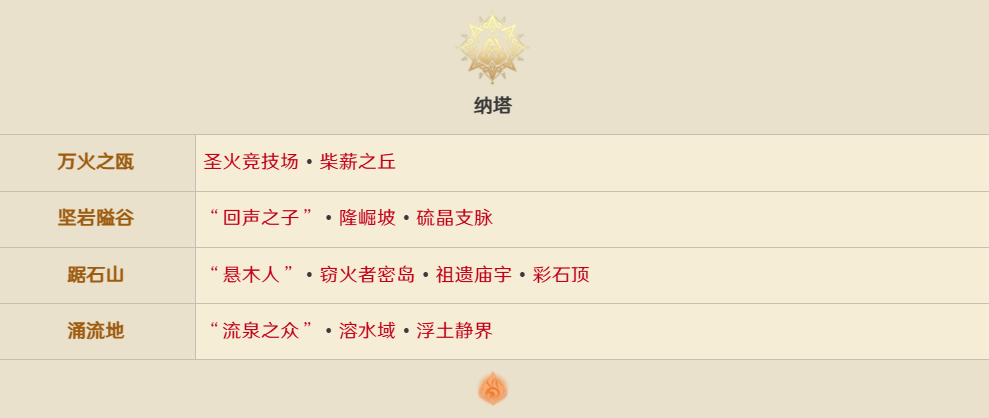 纳塔
万火之瓯
圣火竞技场 • 柴薪之丘
坚岩隘谷
“回声之子” • 隆崛坡 • 硫晶支脉
踞石山
“悬木人” • 窃火者密岛 • 祖遗庙宇 • 彩石顶
涌流地
“流泉之众” • 溶水域 • 浮土静界